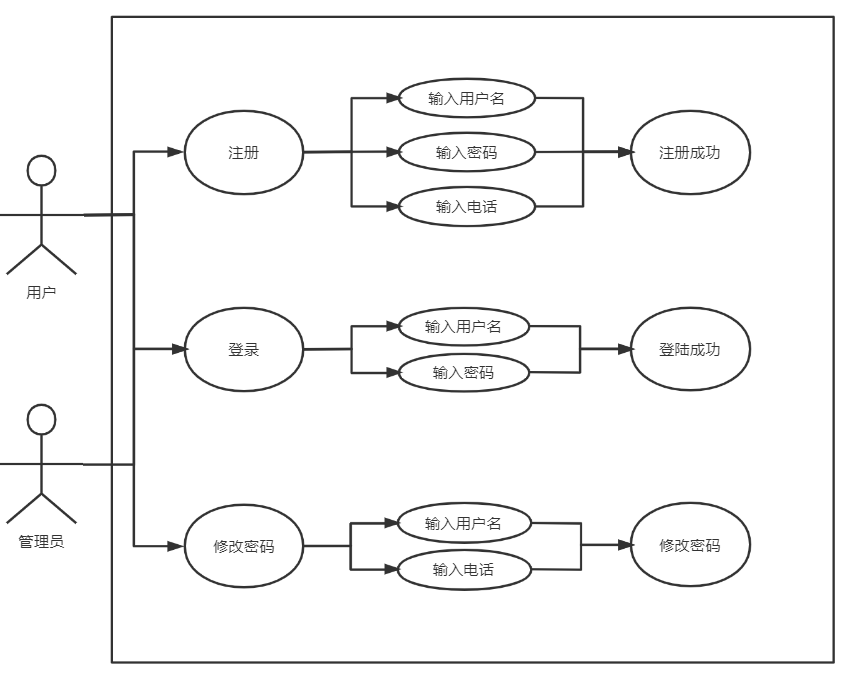 用户
管理员
注册
输入用户名
输入密码
输入电话
注册成功
登录
输入用户名
输入密码
登陆成功
修改密码
输入用户名
输入电话
修改密码